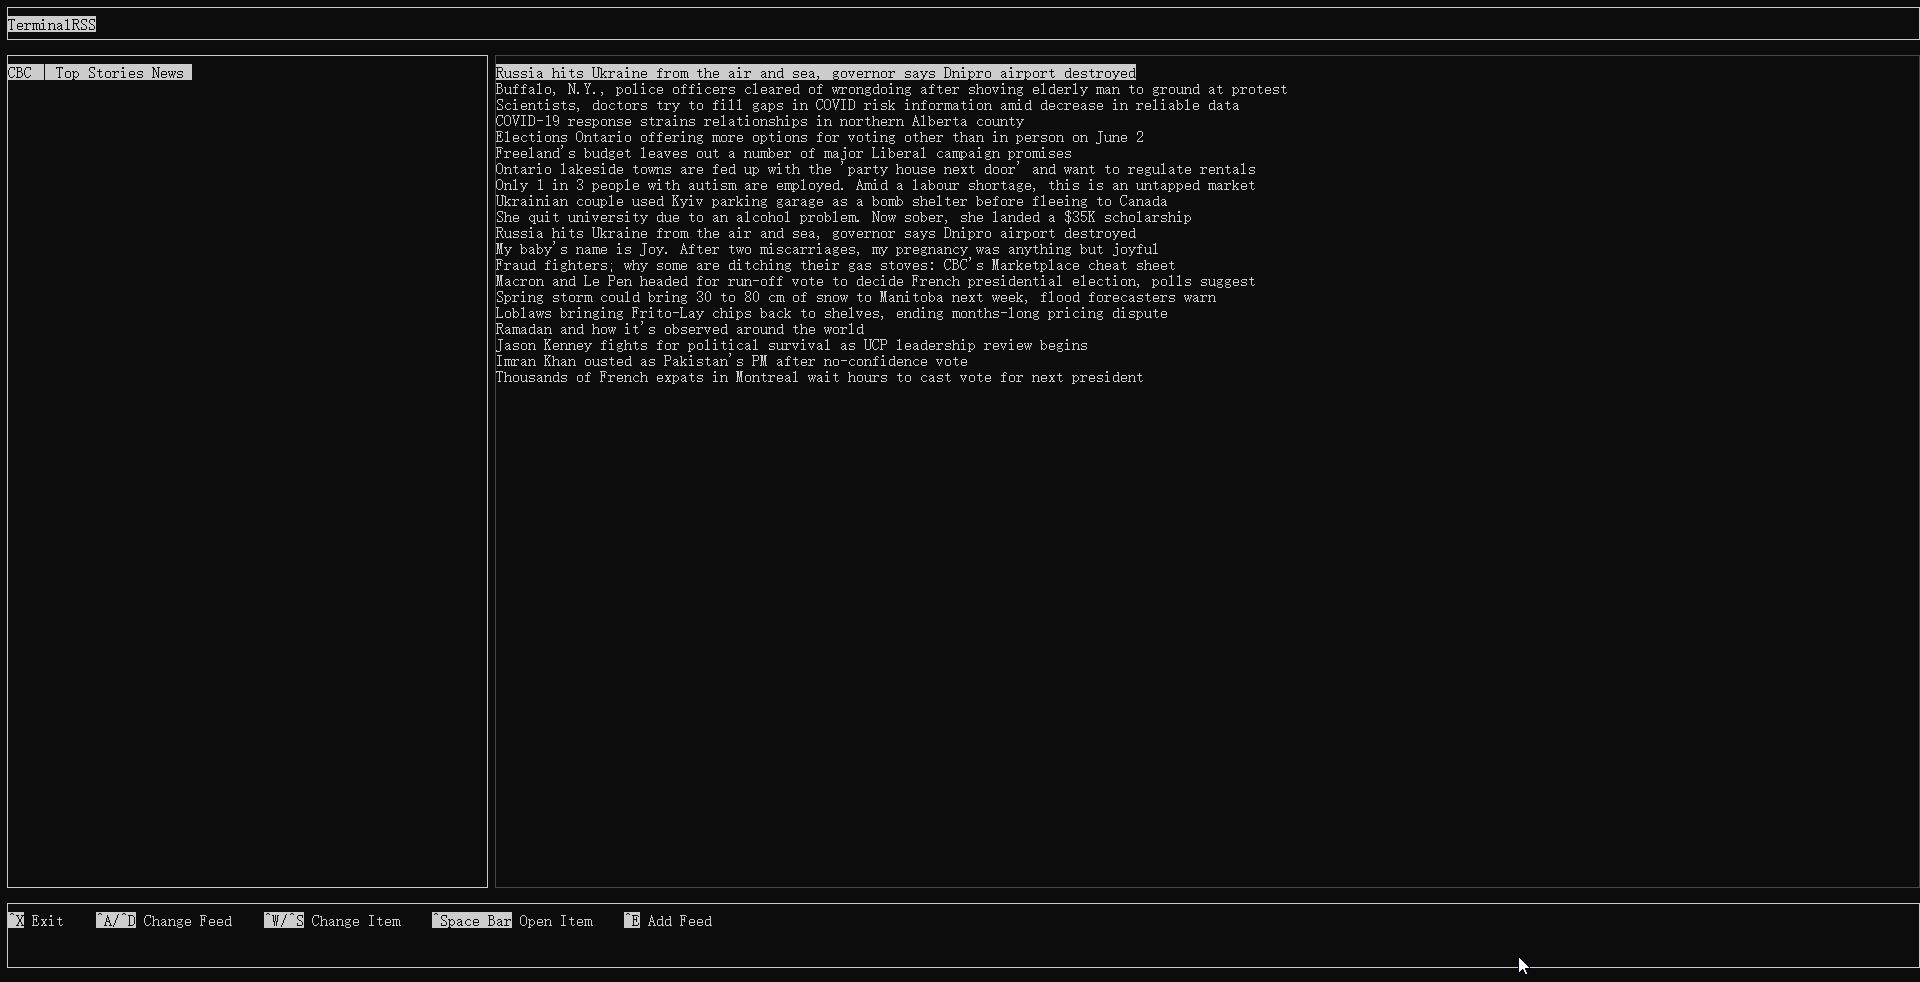 TerminalRSS
CBC | Top Stories News
Russia hits Ukraine from the air and sea, governor says Dnipro airport destroyed
Buffalo, N.Y., police officers cleared of wrongdoing after shoving elderly man to ground at protest
Scientists, doctors try to fill gaps in COVID risk information amid decrease in reliable data
COVID-19 response strains relationships in northern Alberta county
Elections Ontario offering more options for voting other than in person on June 2
Freeland's budget leaves out a number of major Liberal campaign promises
Ontario lakeside towns are fed up with the 'party house next door' and want to regulate rentals
Only 1 in 3 people with autism are employed. Amid a labour shortage, this is an untapped market
Ukrainian couple used Kyiv parking garage as a bomb shelter before fleeing to Canada
She quit university due to an alcohol problem. Now sober, she landed a $35K scholarship
Russia hits Ukraine from the air and sea, governor says Dnipro airport destroyed
My baby's name is Joy. After two miscarriages, my pregnancy was anything but joyful
Fraud fighters; why some are ditching their gas stoves: CBC's Marketplace cheat sheet
Macron and Le Pen headed for run-off vote to decide French presidential election, polls suggest
Spring storm could bring 30 to 80 cm of snow to Manitoba next week, flood forecasters warn
Loblaws bringing Frito-Lay chips back to shelves, ending months-long pricing dispute
Ramadan and how it's observed around the world
Jason Kenney fights for political survival as UCP leadership review begins
Imran Khan ousted as Pakistan's PM after no-confidence vote
Thousands of French expats in Montreal wait hours to cast vote for next president
^X Exit ^A/^D Change Feed ^W/^S Change Item ^Space Bar Open Item ^E Add Feed